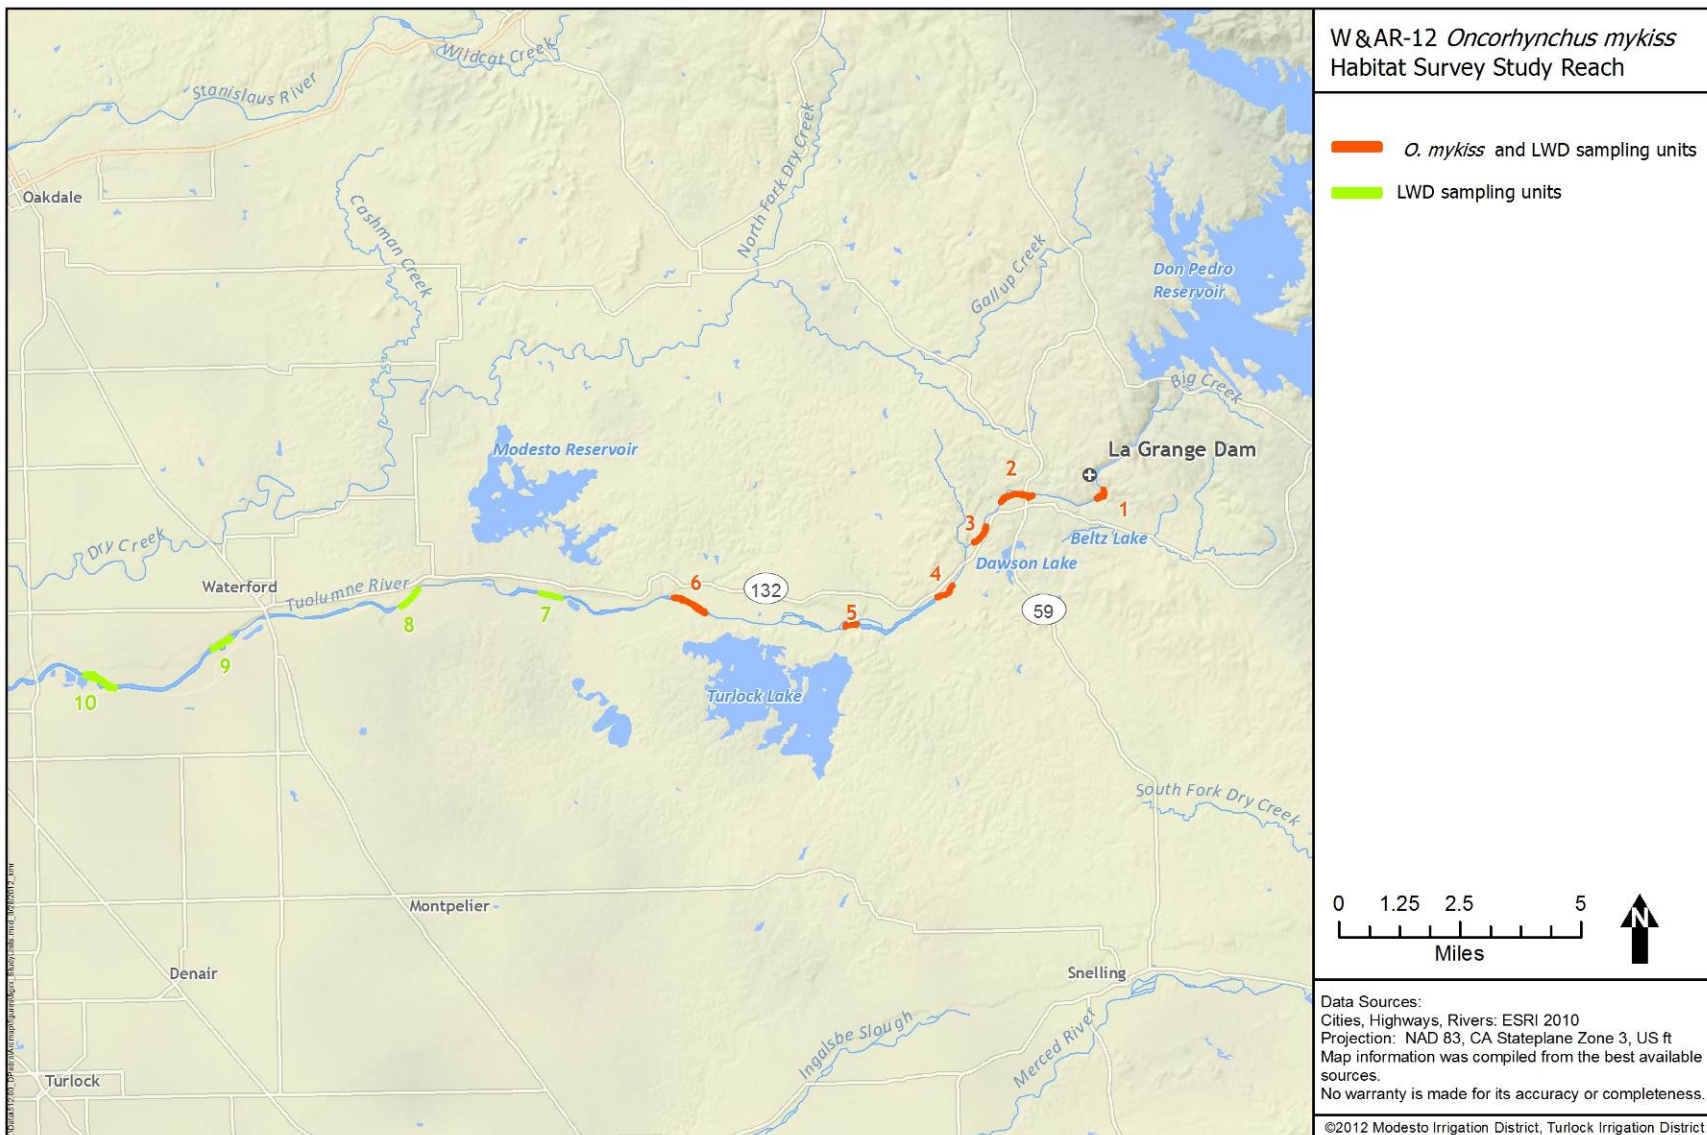 W&AR-12 Oncorhynchus mykiss
Habitat Survey Study Reach
O. mykiss and LWD sampling units
LWD sampling units
Wildcat Creek
Stanislaus River
Oakdale
Cashman Creek
North Fork Dry Creek
Gallup Creek
Don Pedro
Reservoir
Big Creek
Modesto Reservoir
La Grange Dam
2
1
3
Beltz Lake
Dawson Lake
Dry Creek
Waterford
Tuolumne River
6
132
4
59
8
7
5
9
10
Turlock Lake
South Fork Dry Creek
Montpelier
Denair
Snelling
Ingalsbe Slough
Merced River
Turlock
0 1.25 2.5 5
Miles
N
Data Sources:
Cities, Highways, Rivers: ESRI 2010
Projection: NAD 83, CA Stateplane Zone 3, US ft
Map information was compiled from the best available
sources.
No warranty is made for its accuracy or completeness.
©2012 Modesto Irrigation District, Turlock Irrigation District